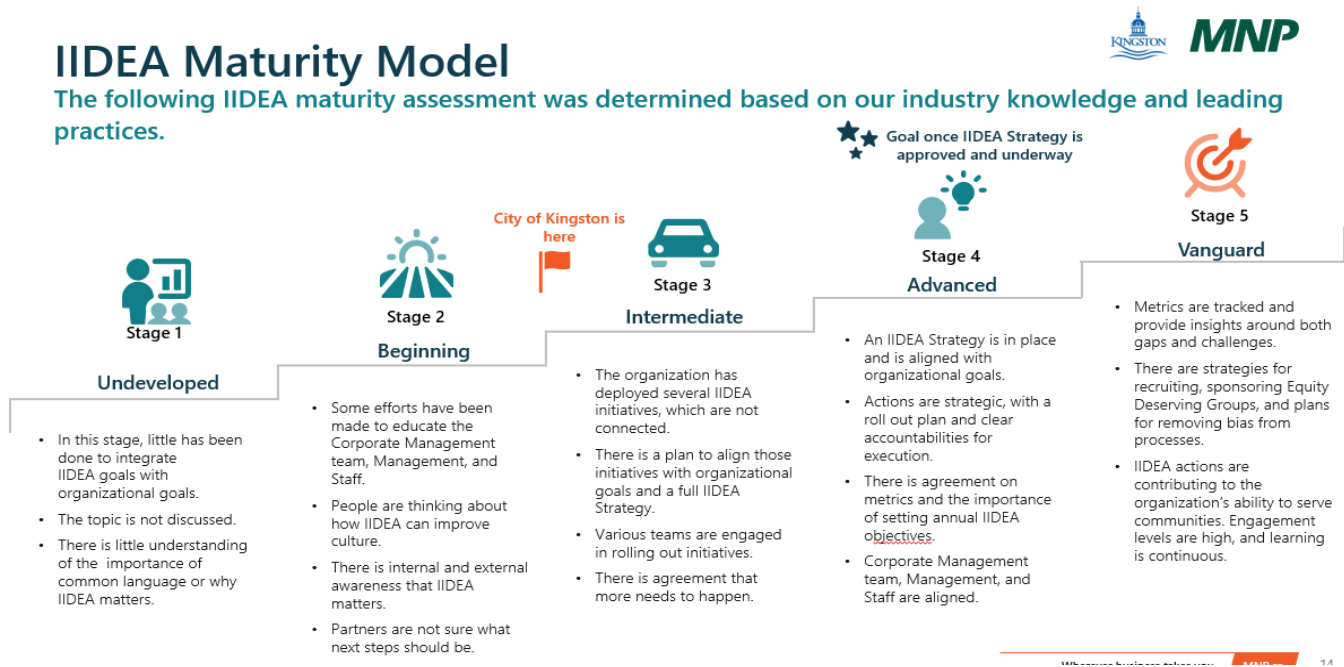 KINGSTON
MNP
IIDEA Maturity Model
The following IIDEA maturity assessment was determined based on our industry knowledge and leading
practices.
Stage 1
Undeveloped
• In this stage, little has been
done to integrate
IIDEA goals with
organizational goals.
• The topic is not discussed.
• There is little understanding
of the importance of
common language or why
IIDEA matters.
Stage 2
Beginning
• Some efforts have been
made to educate the
Corporate Management
team, Management, and
Staff.
• People are thinking about
how IIDEA can improve
culture.
• There is internal and external
awareness that IIDEA
matters.
• Partners are not sure what
next steps should be.
City of Kingston is
here
Stage 3
Intermediate
• The organization has
deployed several IIDEA
initiatives, which are not
connected.
• There is a plan to align those
initiatives with organizational
goals and a full IIDEA
Strategy.
• Various teams are engaged
in rolling out initiatives.
• There is agreement that
more needs to happen.
Goal once IIDEA Strategy is
approved and underway
Stage 4
Advanced
• An IIDEA Strategy is in place
and is aligned with
organizational goals.
• Actions are strategic, with a
roll out plan and clear
accountabilities for
execution.
• There is agreement on
metrics and the importance
of setting annual IIDEA
objectives.
• Corporate Management
team, Management, and
Staff are aligned.
Stage 5
Vanguard
• Metrics are tracked and
provide insights around both
gaps and challenges.
• There are strategies for
recruiting, sponsoring Equity
Deserving Groups, and plans
for removing bias from
processes.
• IIDEA actions are
contributing to the
organization's ability to serve
communities. Engagement
levels are high, and learning
is continuous.
Wherever business takes you
MNP.ca
14